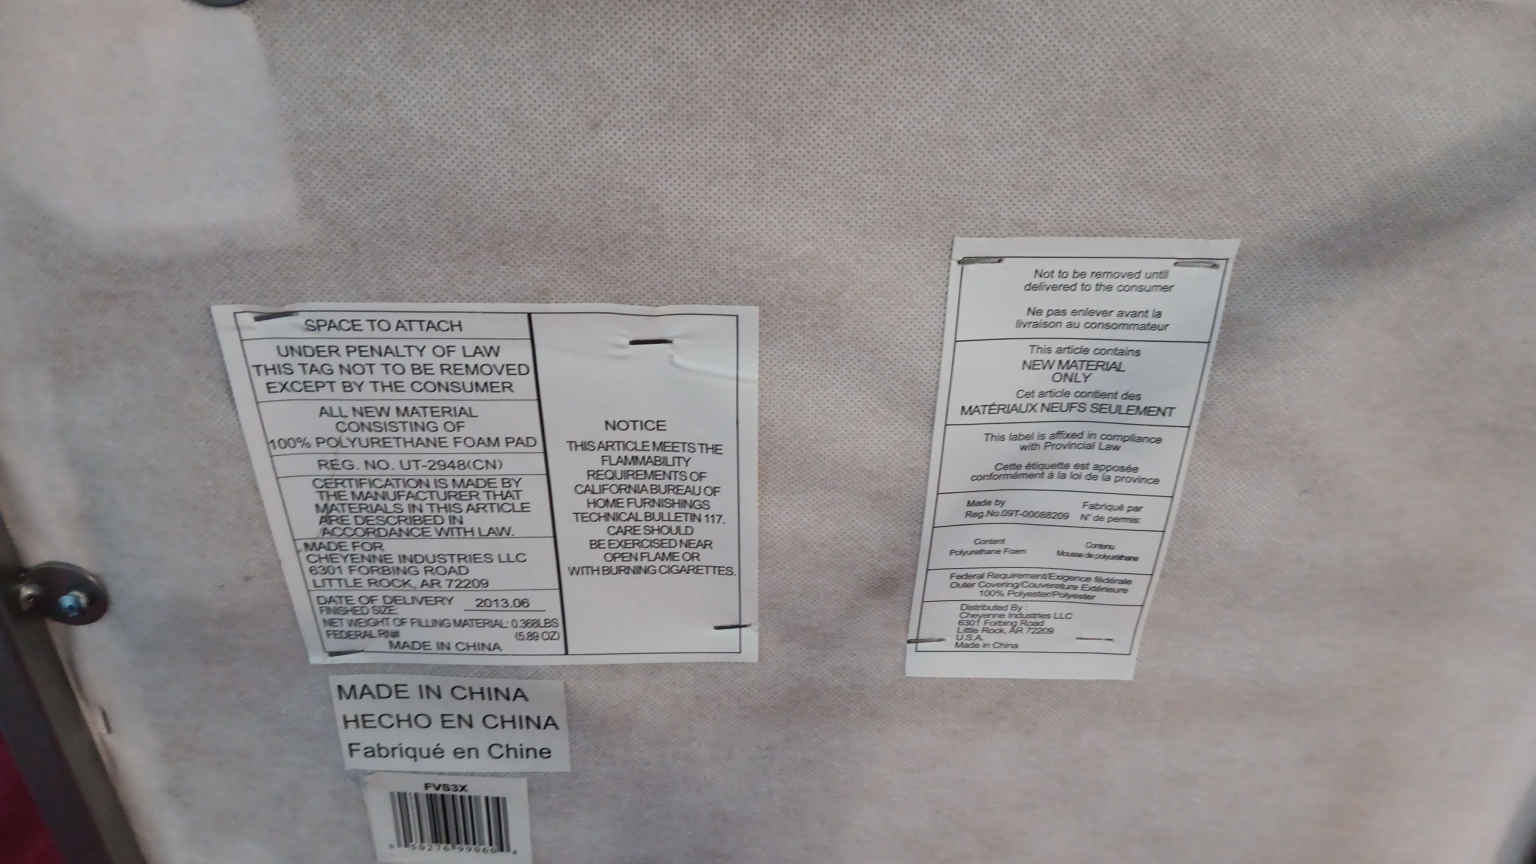 SPACE TO ATTACH
UNDER PENALTY OF LAW
THIS TAG NOT TO BE REMOVED
EXCEPT BY THE CONSUMER
ALL NEW MATERIAL
CONSISTING OF
100% POLYURETHANE FOAM PAD
REG. NO. UT-2948(CN)
CERTIFICATION IS MADE BY
THE MANUFACTURER THAT
MATERIALS IN THIS ARTICLE
ARE DESCRIBED IN
ACCORDANCE WITH LAW.
MADE FOR
CHEYENNE INDUSTRIES LLC
6301 FORBING ROAD
LITTLE ROCK, AR 72209
DATE OF DELIVERY 2013.06
FINISHED SIZE:
NET WEIGHT OF FILLING MATERIAL: 0.368LBS
FEDERAL RN# (5.89 OZ)
MADE IN CHINA
NOTICE
THIS ARTICLE MEETS THE
FLAMMABILITY
REQUIREMENTS OF
CALIFORNIA BUREAU OF
HOME FURNISHINGS
TECHNICAL BULLETIN 117.
CARE SHOULD
BE EXERCISED NEAR
OPEN FLAME OR
WITH BURNING CIGARETTES.
MADE IN CHINA
HECHO EN CHINA
Fabriqué en Chine
FVS3X
Not to be removed until
delivered to the consumer
Ne pas enlever avant la
livraison au consommateur
This article contains
NEW MATERIAL
ONLY
Cet article contient des
MATÉRIAUX NEUFS SEULEMENT
This label is affixed in compliance
with Provincial Law
Cette étiquette est apposée
conformément à la loi de la province
Made by Fabriqué par
Reg.No.09T-00088209 N° de permis:
Content Contenu
Polyurethane Foam Mousse de polyuréthane
Federal Requirement/Exigence fédérale
Outer Covering/Couverature Extérieure
100% Polyester/Polyester
Distributed By :
Cheyenne Industries LLC
6301 Forbing Road
Little Rock, AR 72209
U.S.A.
Made in China